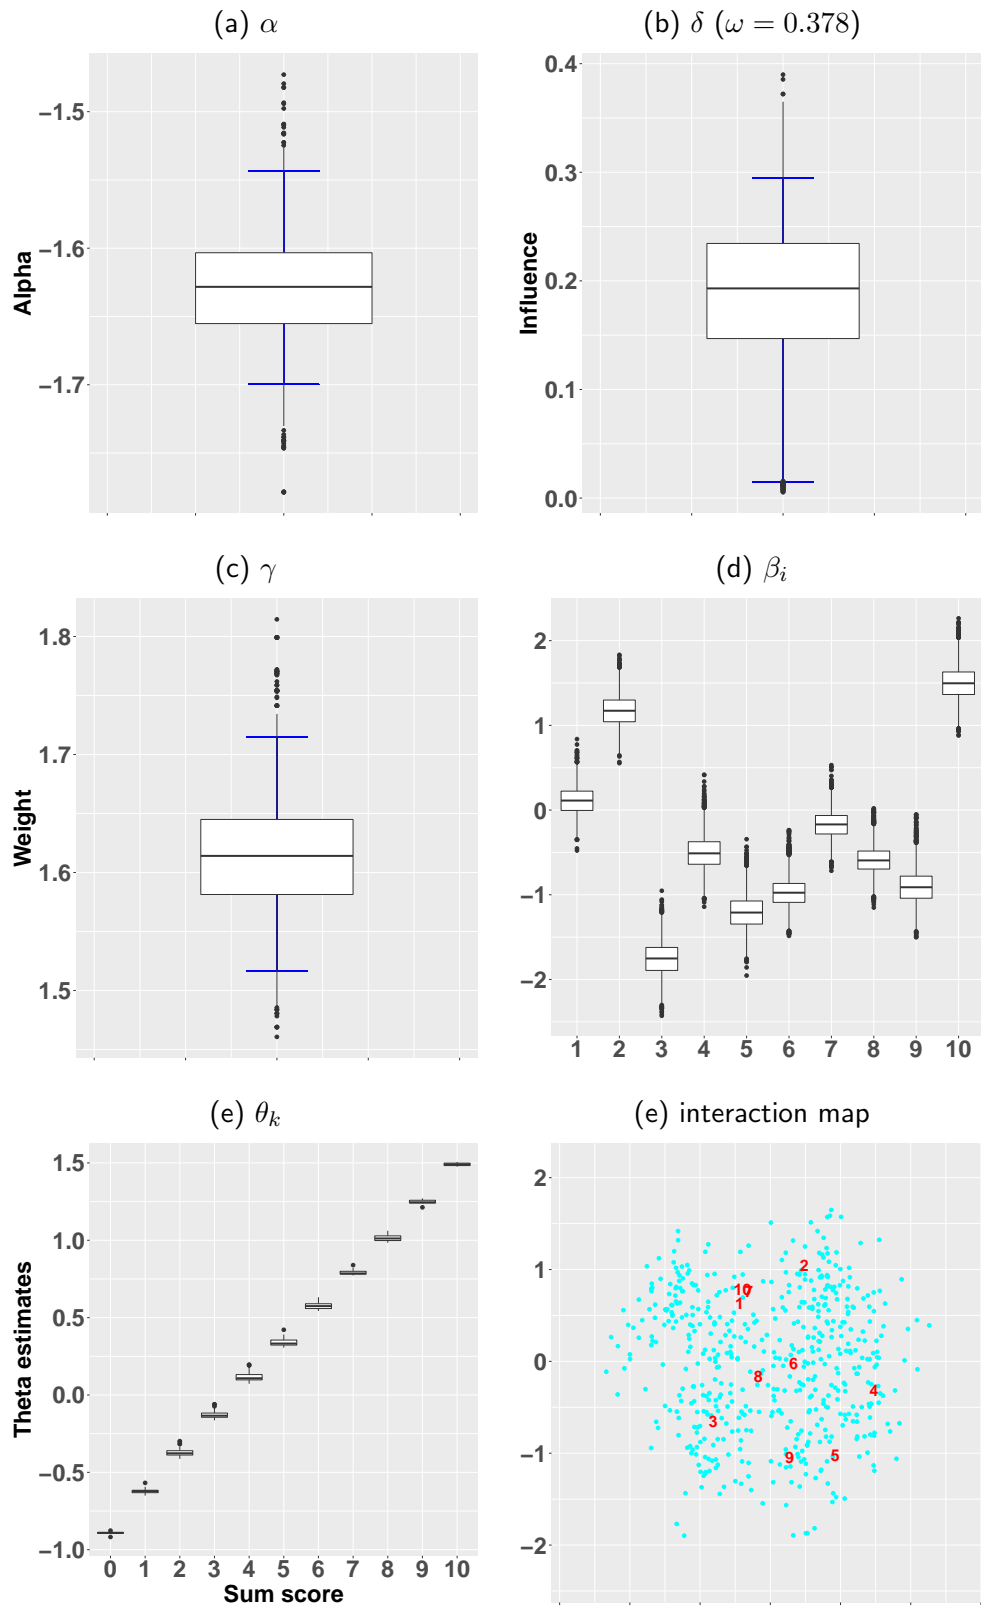 (a) α
(b) δ (ω = 0.378)
Alpha
−1.5
−1.6
−1.7
Influence
0.4
0.3
0.2
0.1
0.0
(c) γ
(d) βi
Weight
1.8
1.7
1.6
1.5
2
1
0
−1
−2
1 2 3 4 5 6 7 8 9 10
(e) θk
(e) interaction map
Theta estimates
1.5
1.0
0.5
0.0
−0.5
−1.0
0 1 2 3 4 5 6 7 8 9 10
Sum score
2
1
0
−1
−2
2
10 7
1
6
8
4
3
9 5